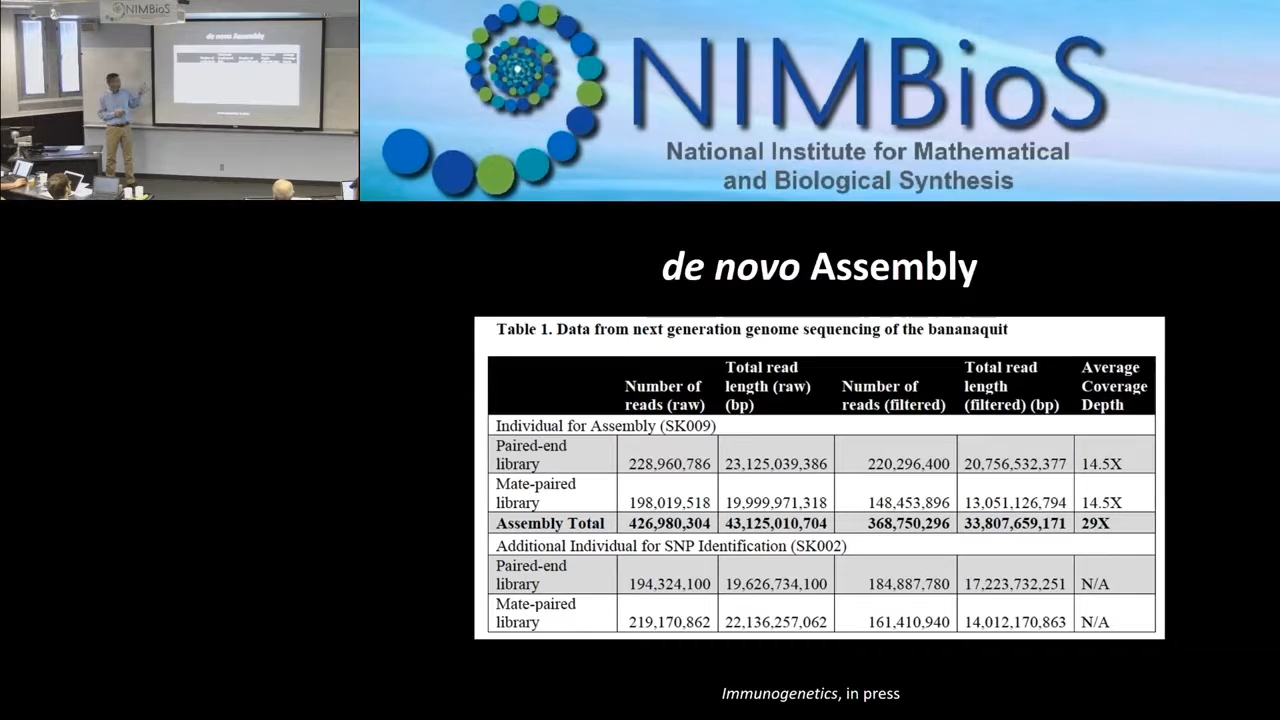 NIMBioS
de novo Assembly
NIMBioS
National Institute for Mathematical
and Biological Synthesis
de novo Assembly
Table 1. Data from next generation genome sequencing of the bananaquit
Number of reads (raw) Total read length (raw) (bp) Number of reads (filtered) Total read length (filtered) (bp) Average Coverage Depth
Individual for Assembly (SK009)
Paired-end library 228,960,786 23,125,039,386 220,296,400 20,756,532,377 14.5X
Mate-paired library 198,019,518 19,999,971,318 148,453,896 13,051,126,794 14.5X
Assembly Total 426,980,304 43,125,010,704 368,750,296 33,807,659,171 29X
Additional Individual for SNP Identification (SK002)
Paired-end library 194,324,100 19,626,734,100 184,887,780 17,223,732,251 N/A
Mate-paired library 219,170,862 22,136,257,062 161,410,940 14,012,170,863 N/A
Immunogenetics, in press